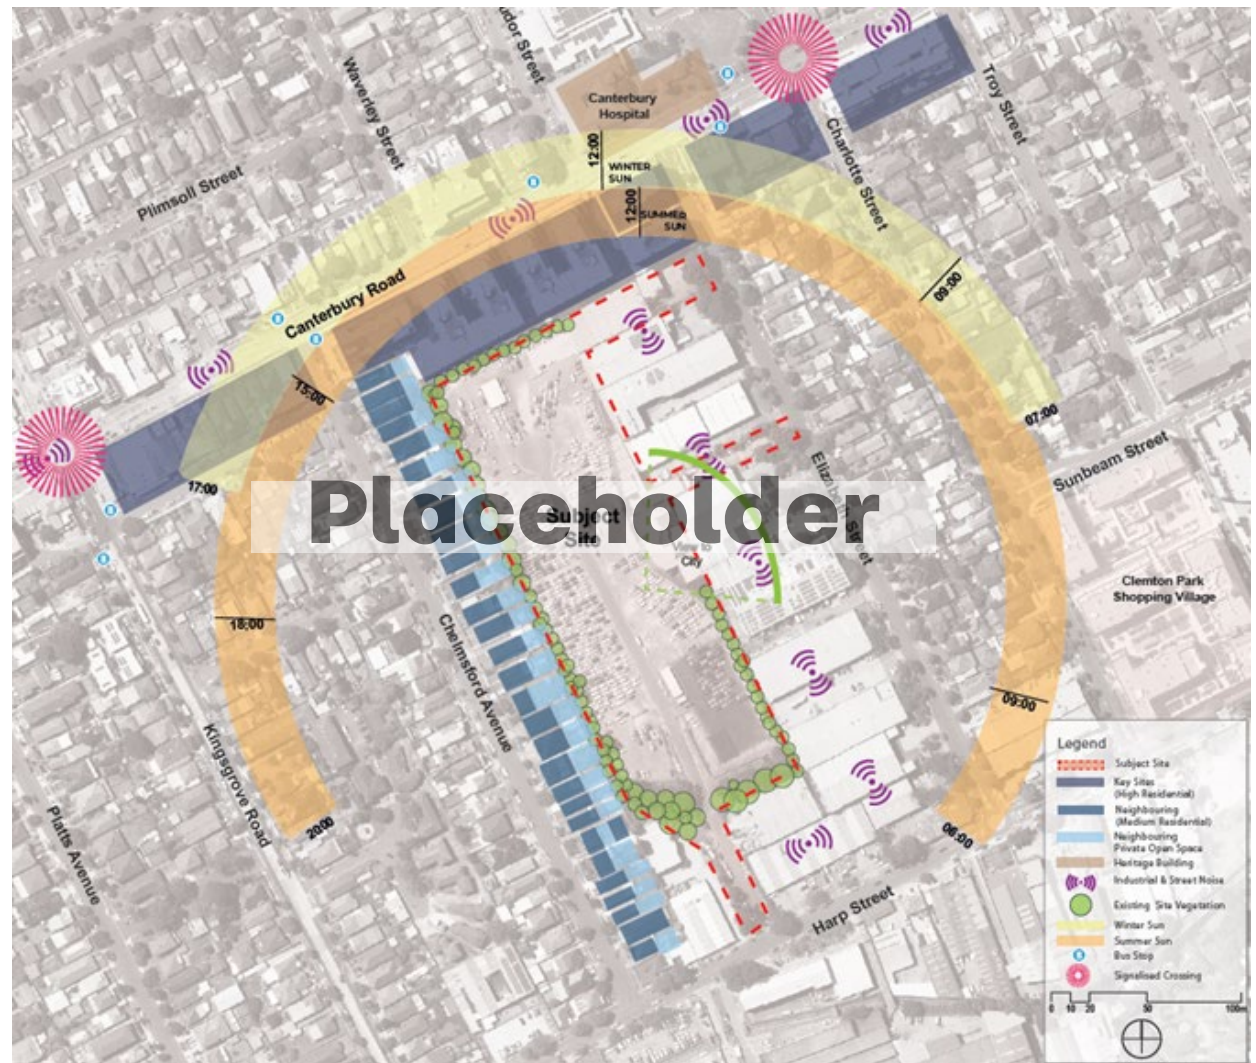 udor Street
Waverley Street
Troy Street
Canterbury
Hospital
Charlotte Street
12:00
WINTER
SUN
Plimsoll Street
12:00
SUMMER
SUN
Canterbury Road
09:00
15:00
07:00
Sunbeam Street
17:00
Elizabeth Street
Placeholder
Subject
Site
View to
City
Clemton Park
Shopping Village
18:00
Chelmsford Avenue
09:00
Kingsgrove Road
Platts Avenue
20:00
06:00
Harp Street
Legend
Subject Site
Key Sites
(High Residential)
Neighbouring
(Medium Residential)
Neighbouring
Private Open Space
Heritage Building
Industrial & Street Noise
Existing Site Vegetation
Winter Sun
Summer Sun
Bus Stop
Signalised Crossing
0 10 20 50 100m